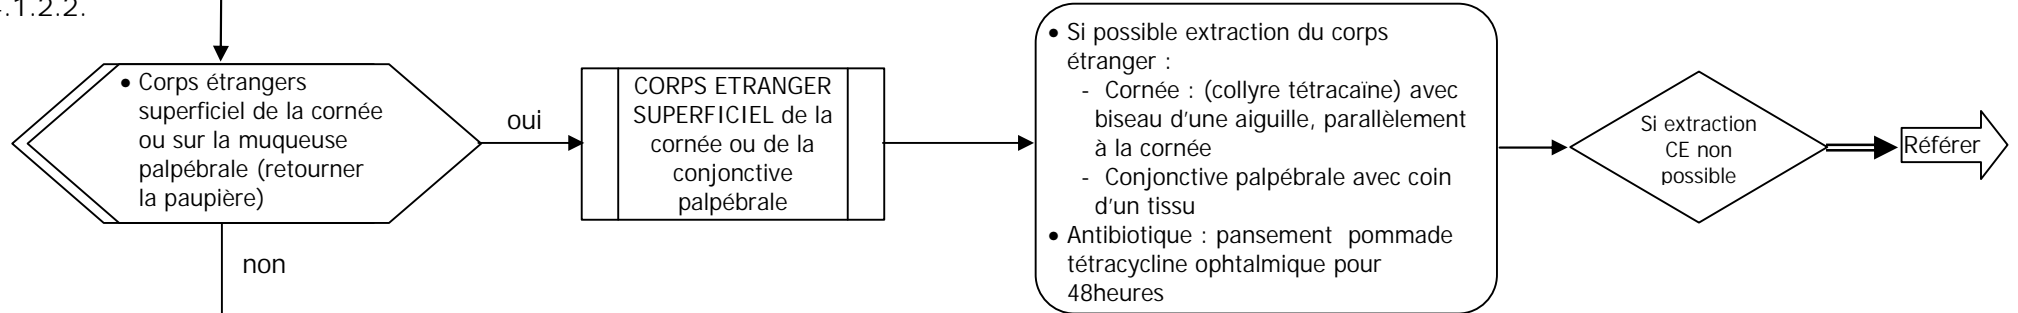 .1.2.2.
• Corps étrangers
superficiel de la cornée
ou sur la muqueuse
palpébrale (retourner
la paupière)
oui
non
CORPS ETRANGER
SUPERFICIEL de la
cornée ou de la
conjonctive
palpébrale
• Si possible extraction du corps
étranger :
- Cornée : (collyre tétracaïne) avec
biseau d'une aiguille, parallèlement
à la cornée
- Conjonctive palpébrale avec coin
d'un tissu
• Antibiotique : pansement pommade
tétracycline ophtalmique pour
48heures
Si extraction
CE non
possible
Référer